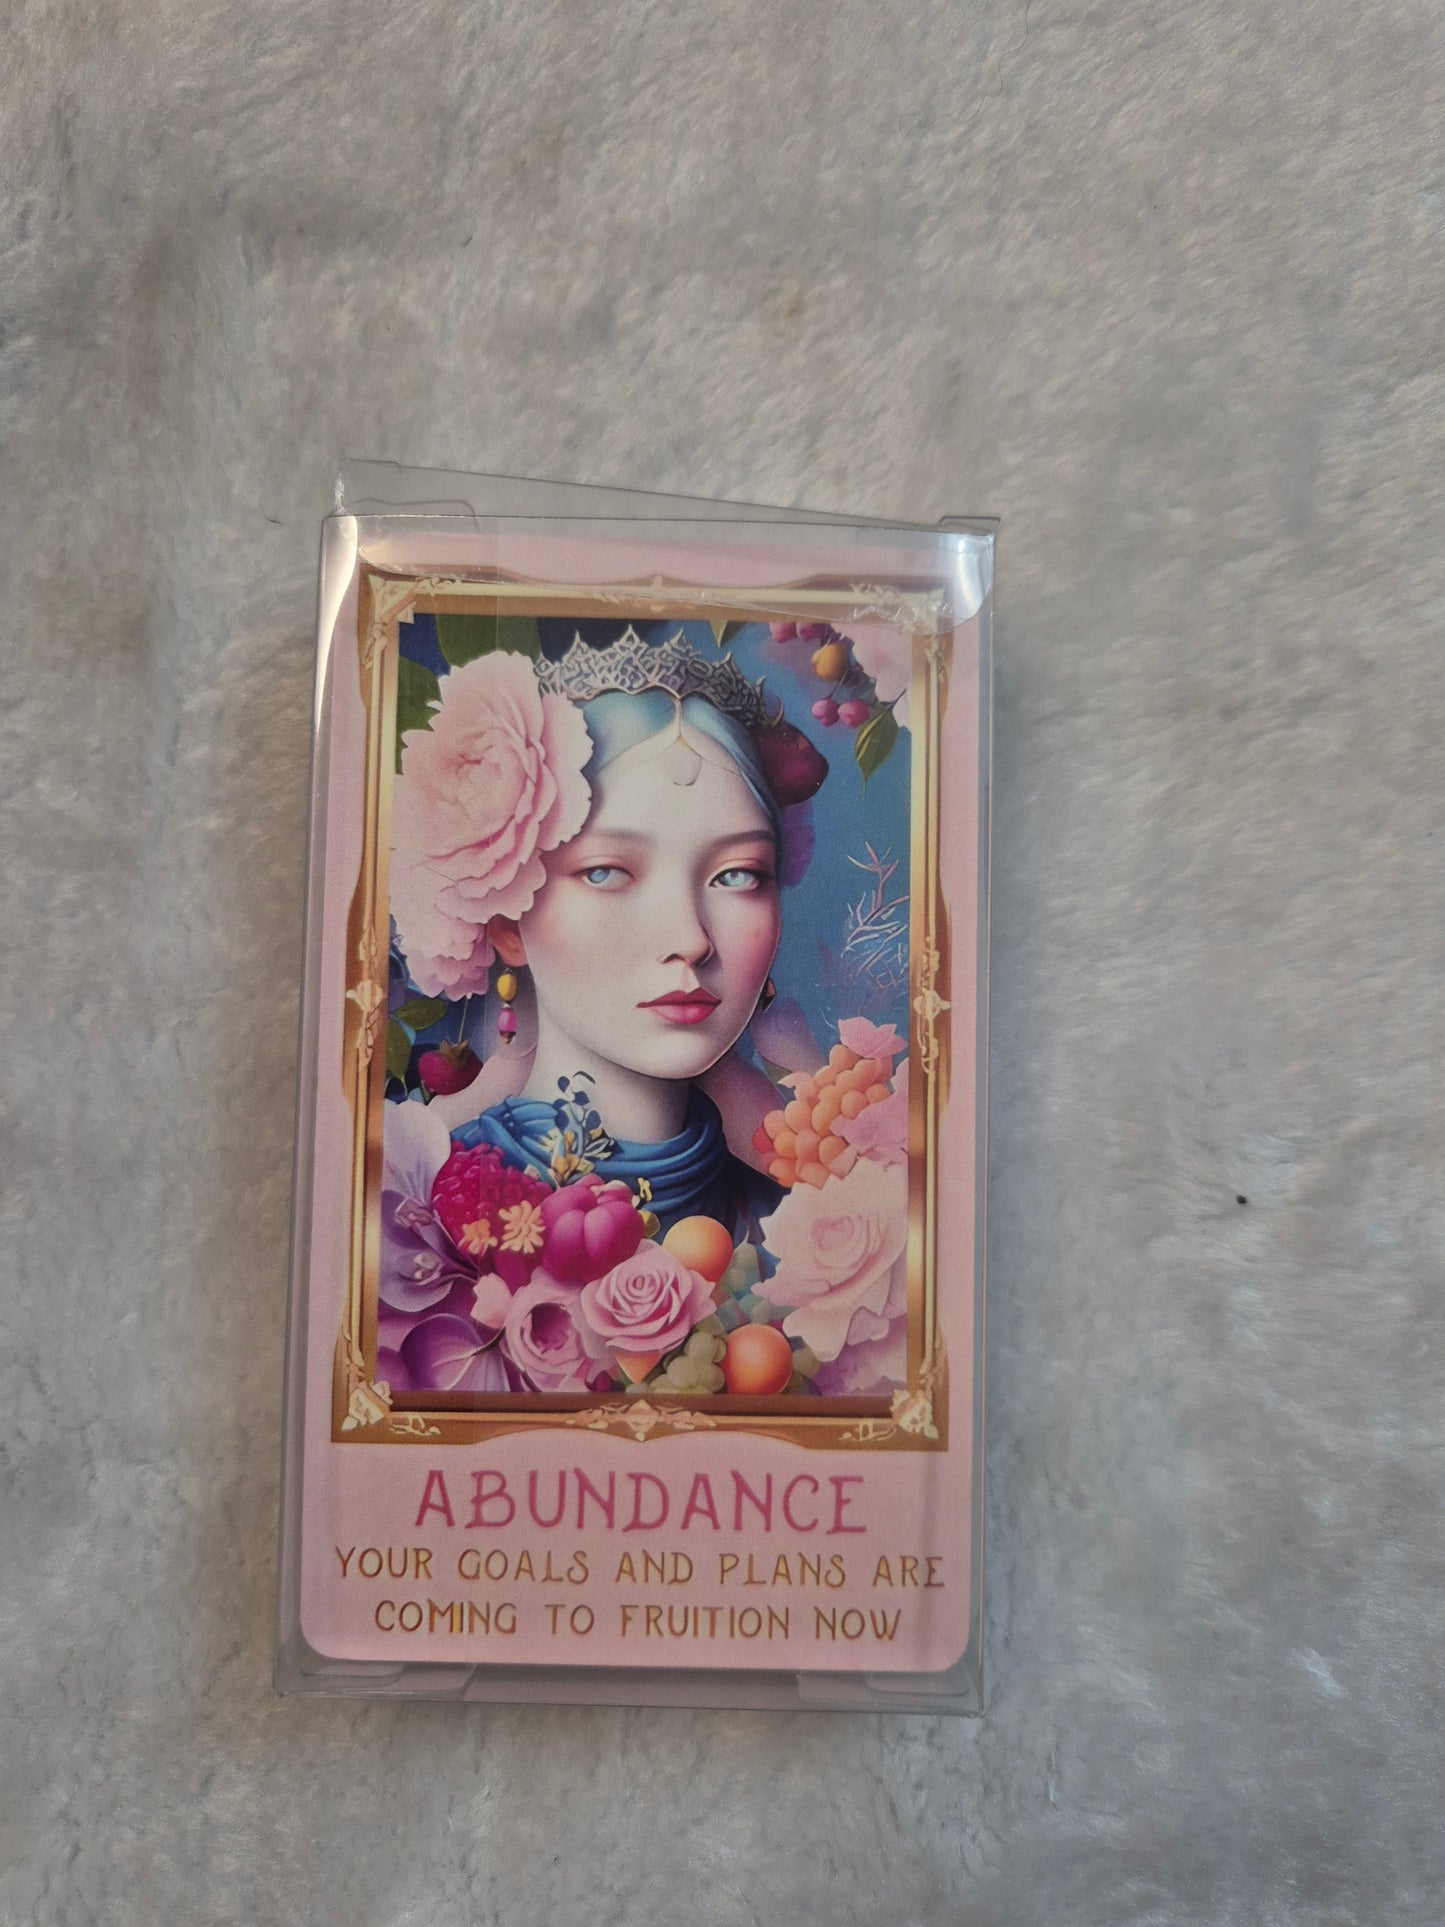 ABUNDANCE
YOUR GOALS AND PLANS ARE
COMING TO FRUITION NOW